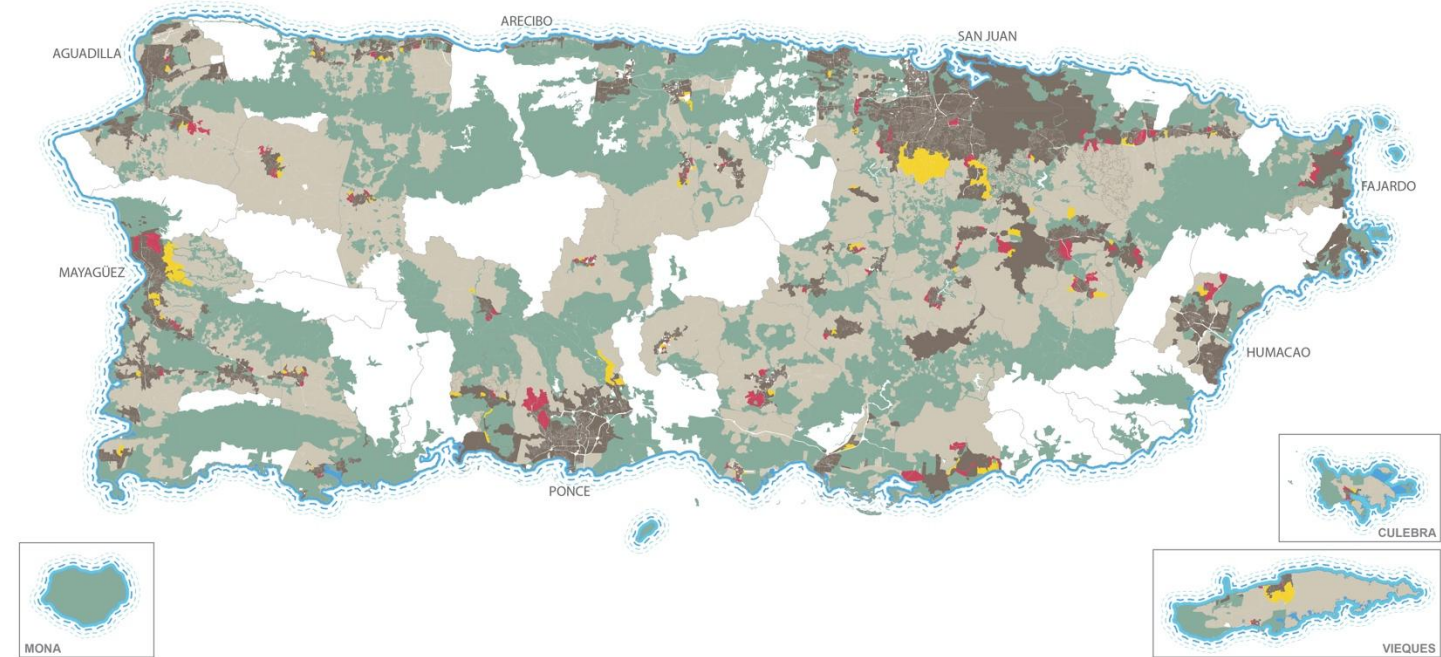 ARECIBO
SAN JUAN
AGUADILLA
FAJARDO
MAYAGÜEZ
HUMACAO
PONCE
CULEBRA
MONA
VIEQUES